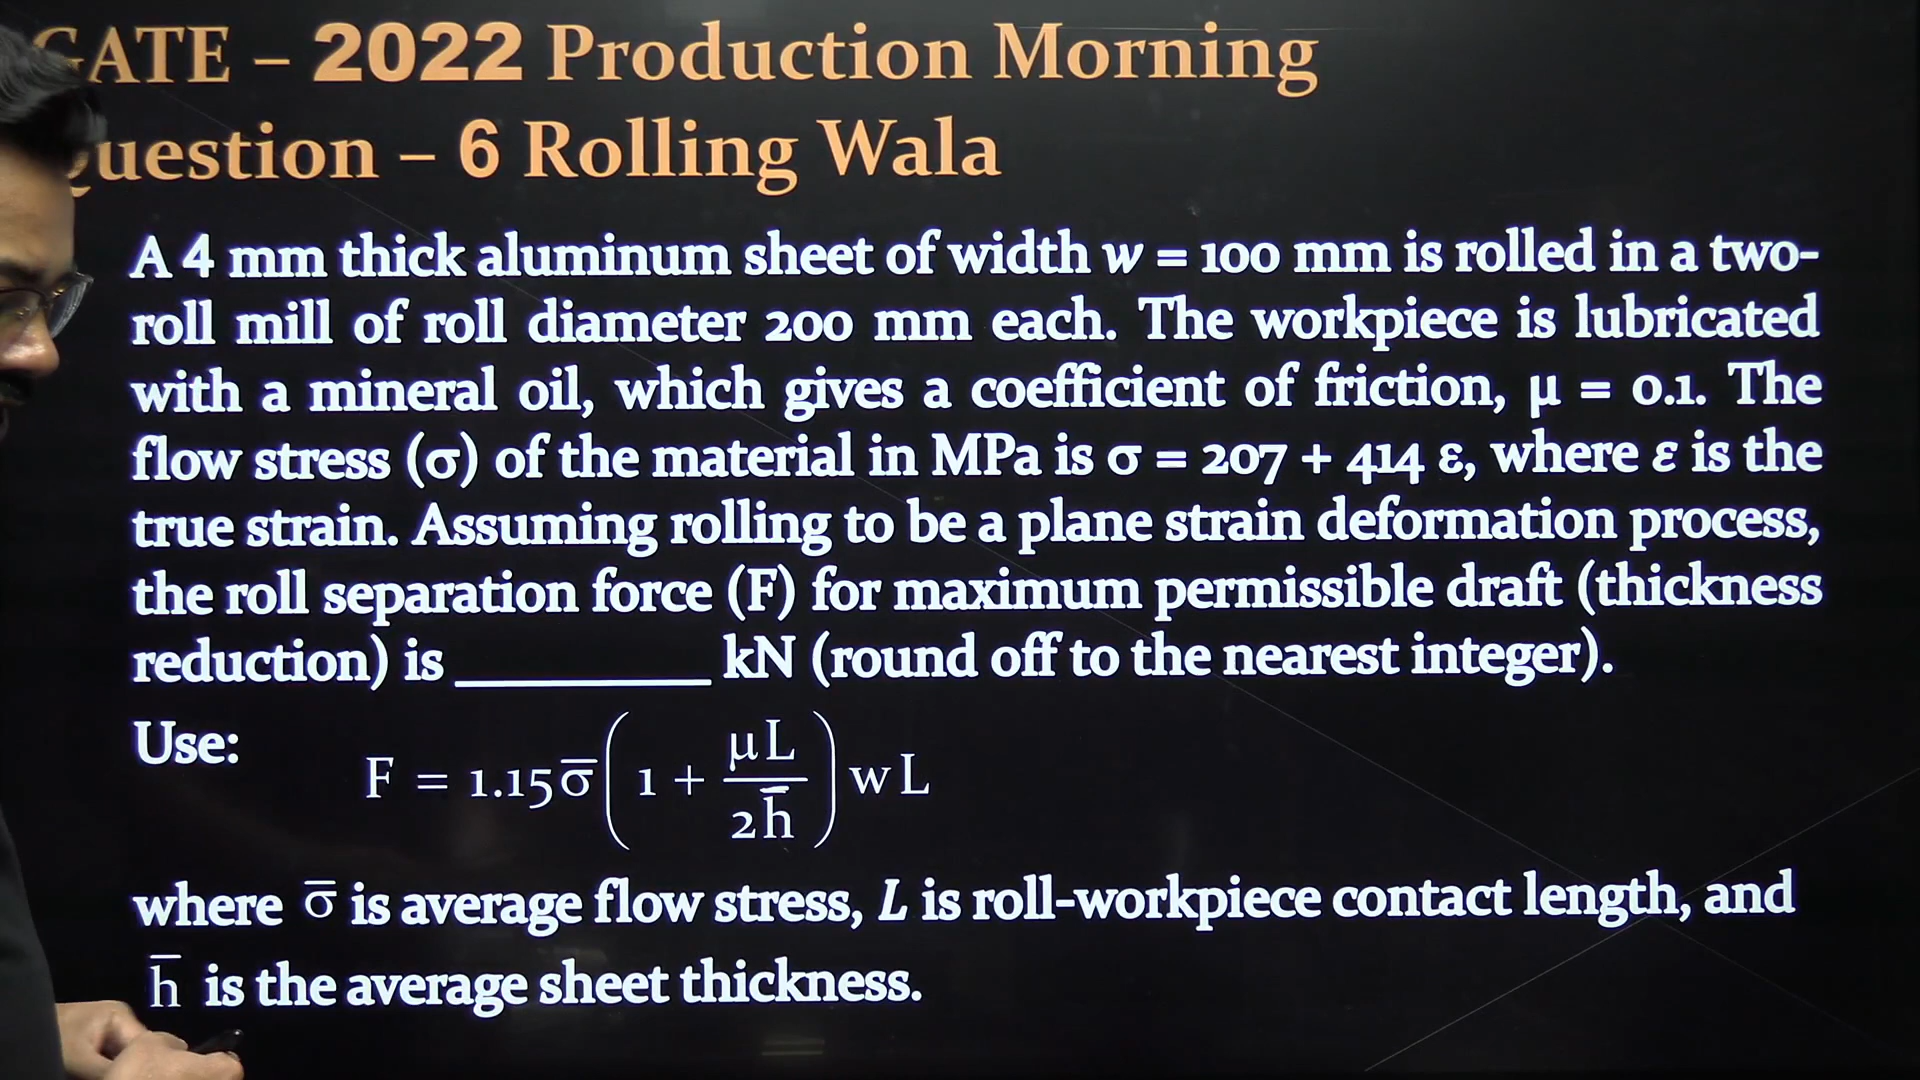 GATE – 2022 Production Morning
Question – 6 Rolling Wala
A 4 mm thick aluminum sheet of width w = 100 mm is rolled in a two-
roll mill of roll diameter 200 mm each. The workpiece is lubricated
with a mineral oil, which gives a coefficient of friction, μ = 0.1. The
flow stress (σ) of the material in MPa is σ = 207 + 414 ε, where ε is the
true strain. Assuming rolling to be a plane strain deformation process,
the roll separation force (F) for maximum permissible draft (thickness
reduction) is __________ kN (round off to the nearest integer).
Use: F = 1.15 σ̅ ( 1 + μL / 2h̅ ) w L
where σ̅ is average flow stress, L is roll-workpiece contact length, and
h̅ is the average sheet thickness.